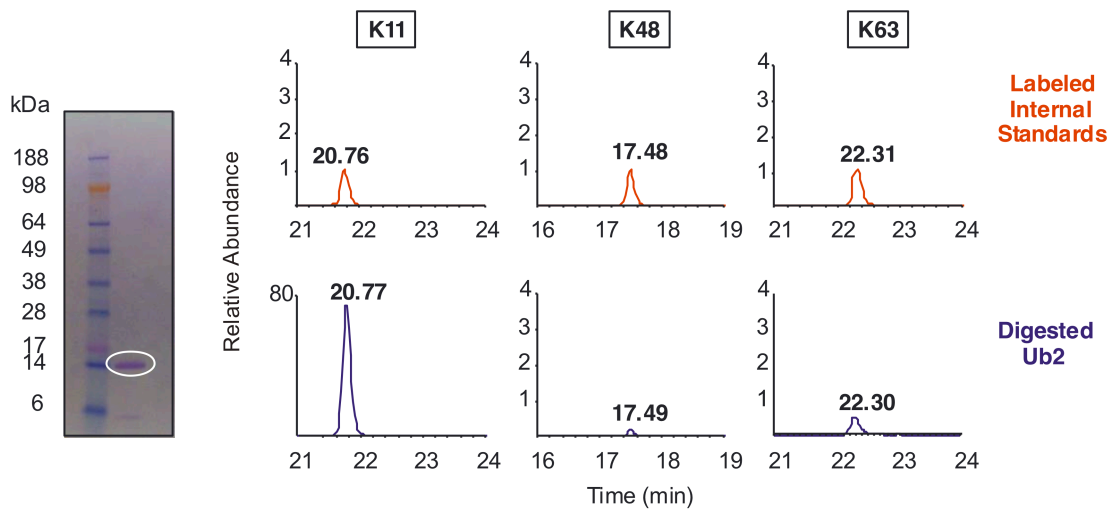 kDa
188
98
64
49
38
28
17
14
6
K11
K48
K63
Relative Abundance
4
3
2
1
20.76
21 22 23 24
4
3
2
1
17.48
16 17 18 19
4
3
2
1
22.31
21 22 23 24
Labeled
Internal
Standards
80
20.77
21 22 23 24
4
3
2
1
17.49
16 17 18 19
4
3
2
1
22.30
21 22 23 24
Digested
Ub2
Time (min)